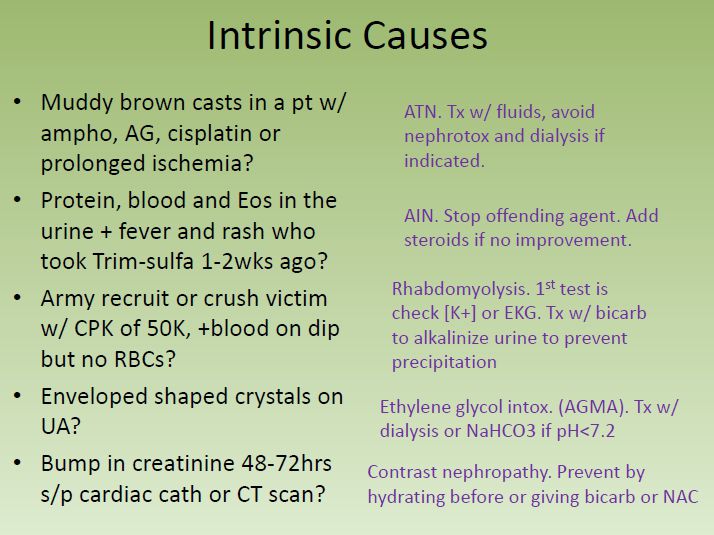 Intrinsic Causes
• Muddy brown casts in a pt w/
ampho, AG, cisplatin or
prolonged ischemia?
ATN. Tx w/ fluids, avoid
nephrotox and dialysis if
indicated.
• Protein, blood and Eos in the
urine + fever and rash who
took Trim-sulfa 1-2wks ago?
AIN. Stop offending agent. Add
steroids if no improvement.
• Army recruit or crush victim
w/ CPK of 50K, +blood on dip
but no RBCs?
Rhabdomyolysis. 1st test is
check [K+] or EKG. Tx w/ bicarb
to alkalinize urine to prevent
precipitation
• Enveloped shaped crystals on
UA?
Ethylene glycol intox. (AGMA). Tx w/
dialysis or NaHCO3 if pH<7.2
• Bump in creatinine 48-72hrs
s/p cardiac cath or CT scan?
Contrast nephropathy. Prevent by
hydrating before or giving bicarb or NAC